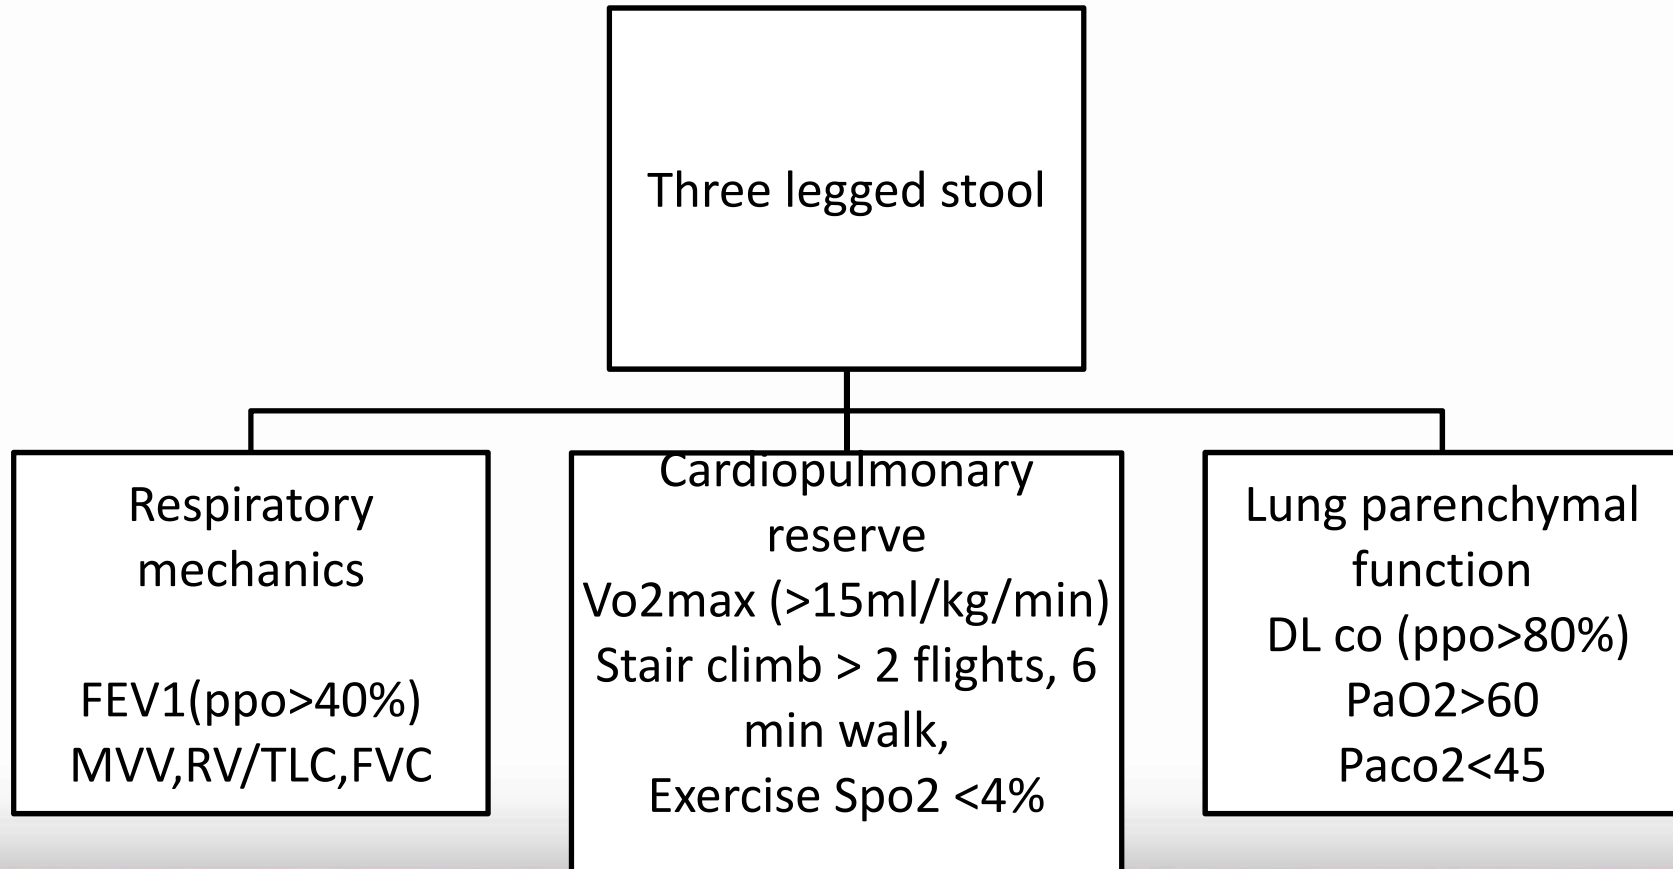 Three legged stool
Respiratory
mechanics
FEV1(ppo>40%)
MVV,RV/TLC,FVC
Cardiopulmonary
reserve
Vo2max (>15ml/kg/min)
Stair climb > 2 flights, 6
min walk,
Exercise Spo2 <4%
Lung parenchymal
function
DL co (ppo>80%)
PaO2>60
Paco2<45